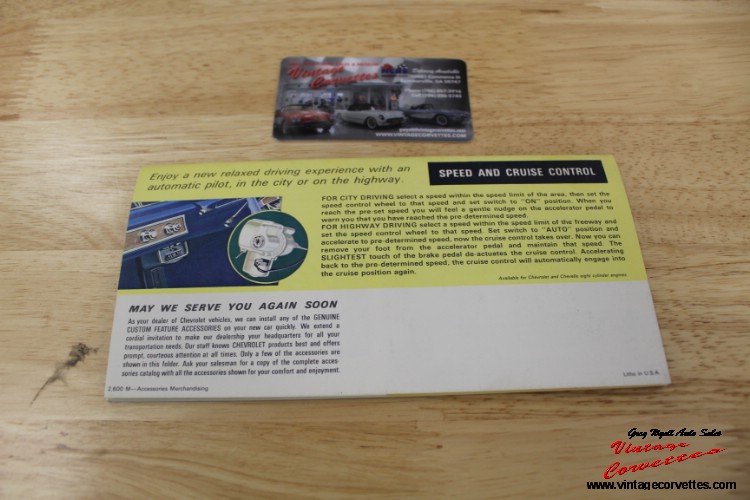 Vintage
Corvettes
Delivery Available
WWW.VINTAGECORVETTES.COM
Enjoy a new relaxed driving experience with an
automatic pilot, in the city or on the highway.
SPEED AND CRUISE CONTROL
FOR CITY DRIVING select a speed within the speed limit of the area, then set the
speed control wheel to that speed and set switch to "ON" position. When you
reach the pre-set speed you will feel a gentle nudge on the accelerator pedal to
warn you that you have reached the pre-determined speed.
FOR HIGHWAY DRIVING select a speed within the speed limit of the freeway and
set the speed control wheel to that speed. Set switch to "AUTO" position and
accelerate to pre-determined speed, now the cruise control takes over. Now you can
remove your foot from the accelerator pedal and maintain that speed. The
SLIGHTEST touch of the brake pedal de-actuates the cruise control. Accelerating
back to the pre-determined speed, the cruise control will automatically engage into
the cruise position again.
Available for Chevrolet and Chevelle eight cylinder engines
MAY WE SERVE YOU AGAIN SOON
As your dealer of Chevrolet vehicles, we can install any of the GENUINE
CUSTOM FEATURE ACCESSORIES on your new car quickly. We extend a
cordial invitation to make our dealership your headquarters for all your
transportation needs. Our staff knows CHEVROLET products best and offers
prompt, courteous attention at all times. Only a few of the accessories are
shown in this folder. Ask your salesman for a copy of the complete acces-
sories catalog with all the accessories shown for your comfort and enjoyment.
2,600 M—Accessories Merchandising
Litho in U.S.A.
Greg Wyatt Auto Sales
Vintage
Corvettes
www.vintagecorvettes.com